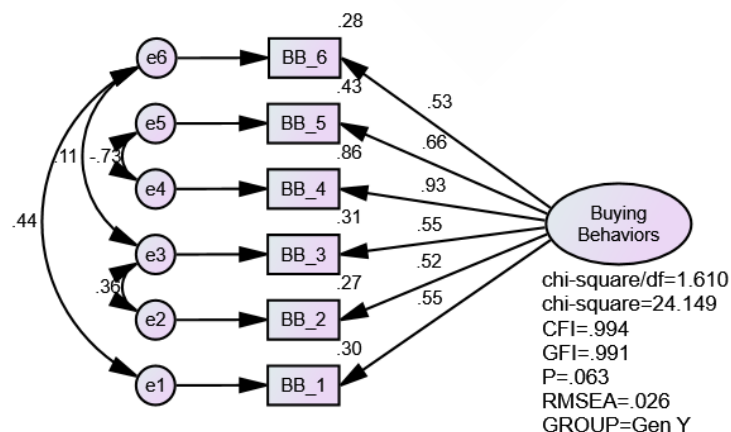 .28
e6
BB_6
.43
.53
e5
BB_5
.66
.11
-.73
.86
e4
BB_4
.93
.31
Buying
Behaviors
.44
e3
BB_3
.55
.27
.52
.36
e2
BB_2
.55
.30
e1
BB_1
chi-square/df=1.610
chi-square=24.149
CFI=.994
GFI=.991
P=.063
RMSEA=.026
GROUP=Gen Y